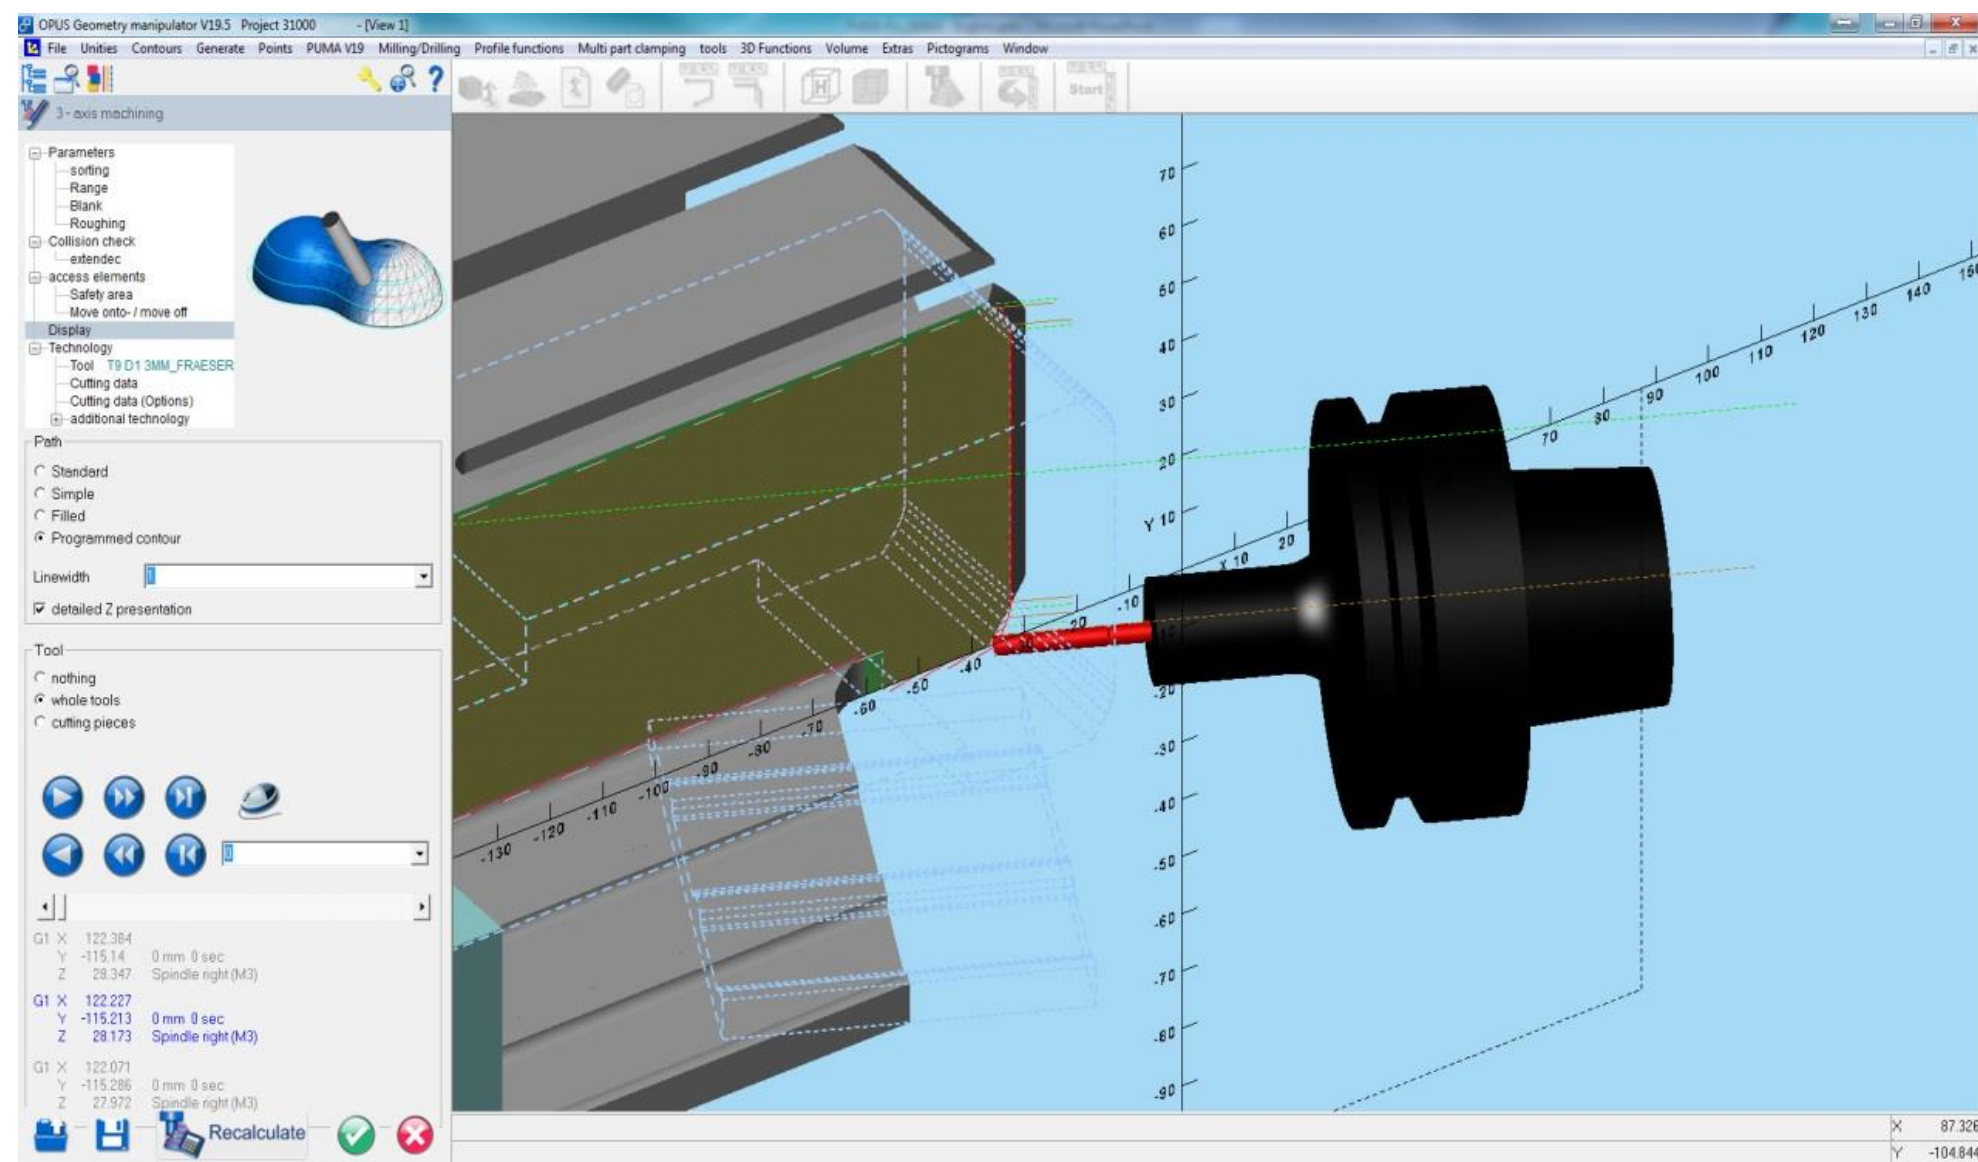 OPUS Geometry manipulator V19.5 Project 31000 - [View 1]
File Unities Contours Generate Points PUMA V19 Milling/Drilling Profile functions Multi part clamping tools 3D Functions Volume Extras Pictograms Window
H Start
3 - axis machining
Parameters
sorting
Range
Blank
Roughing
Collision check
extendec
access elements
Safety area
Move onto- / move off
Display
Technology
Tool T9 D1 3MM_FRAESER
Cutting data
Cutting data (Options)
additional technology
Path
Standard
Simple
Filled
Programmed contour
Linewidth 1
detailed Z presentation
Tool
nothing
whole tools
cutting pieces
0
G1 X 122.384
Y -115.14 0 mm 0 sec
Z 28.347 Spindle right (M3)
G1 X 122.227
Y -115.213 0 mm 0 sec
Z 28.173 Spindle right (M3)
G1 X 122.071
Y -115.286 0 mm 0 sec
Z 27.972 Spindle right (M3)
Recalculate
70
60
50
40
30
20
Y 10
-20
-30
-40
-50
-60
-70
-80
-90
-130
-120
-110
-100
-90
-80
-70
-60
-50
-40
-20
-10
X 10
20
70
80
90
100
110
120
130
140
X 87.326
Y -104.844